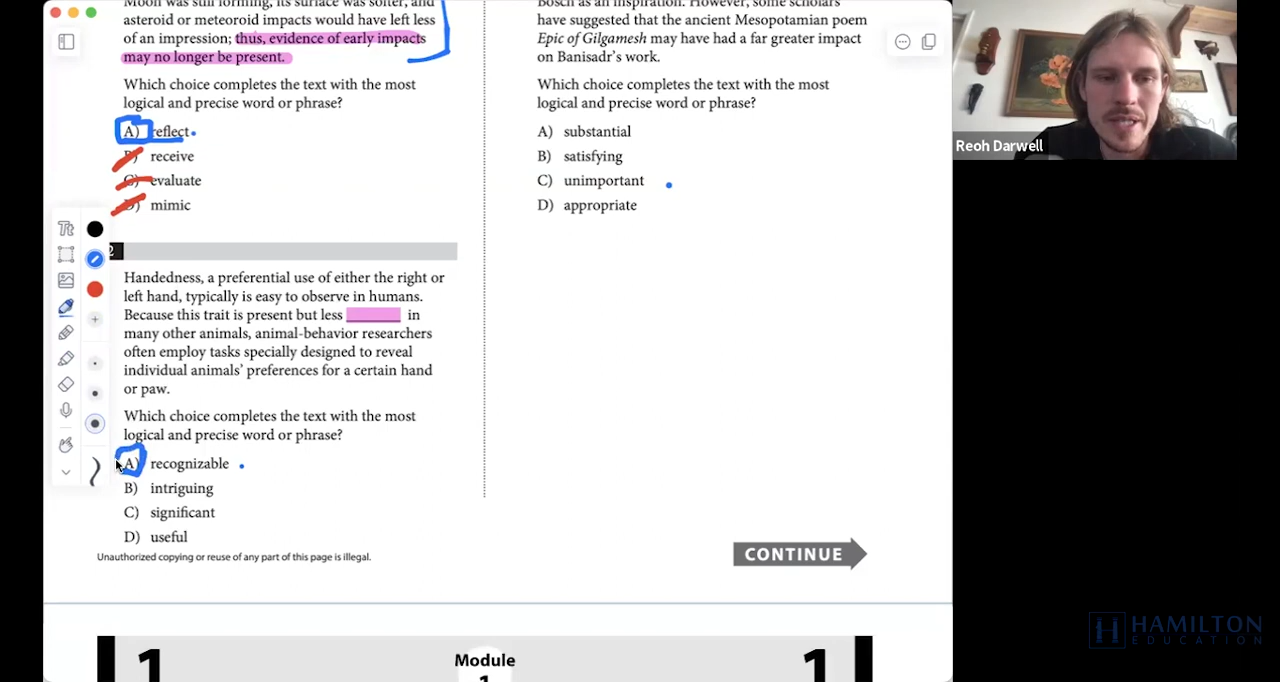 Moon was still forming, its surface was softer, and
asteroid or meteoroid impacts would have left less
of an impression; thus, evidence of early impacts
may no longer be present.
Which choice completes the text with the most
logical and precise word or phrase?
A) reflect
B) receive
C) evaluate
D) mimic
2
Handedness, a preferential use of either the right or
left hand, typically is easy to observe in humans.
Because this trait is present but less in
many other animals, animal-behavior researchers
often employ tasks specially designed to reveal
individual animals' preferences for a certain hand
or paw.
Which choice completes the text with the most
logical and precise word or phrase?
A) recognizable
B) intriguing
C) significant
D) useful
Unauthorized copying or reuse of any part of this page is illegal.
Bosch as an inspiration. However, some scholars
have suggested that the ancient Mesopotamian poem
Epic of Gilgamesh may have had a far greater impact
on Banisadr's work.
Which choice completes the text with the most
logical and precise word or phrase?
A) substantial
B) satisfying
C) unimportant
D) appropriate
CONTINUE
1
Module
1
1
Tt
Reoh Darwell
HAMILTON
EDUCATION